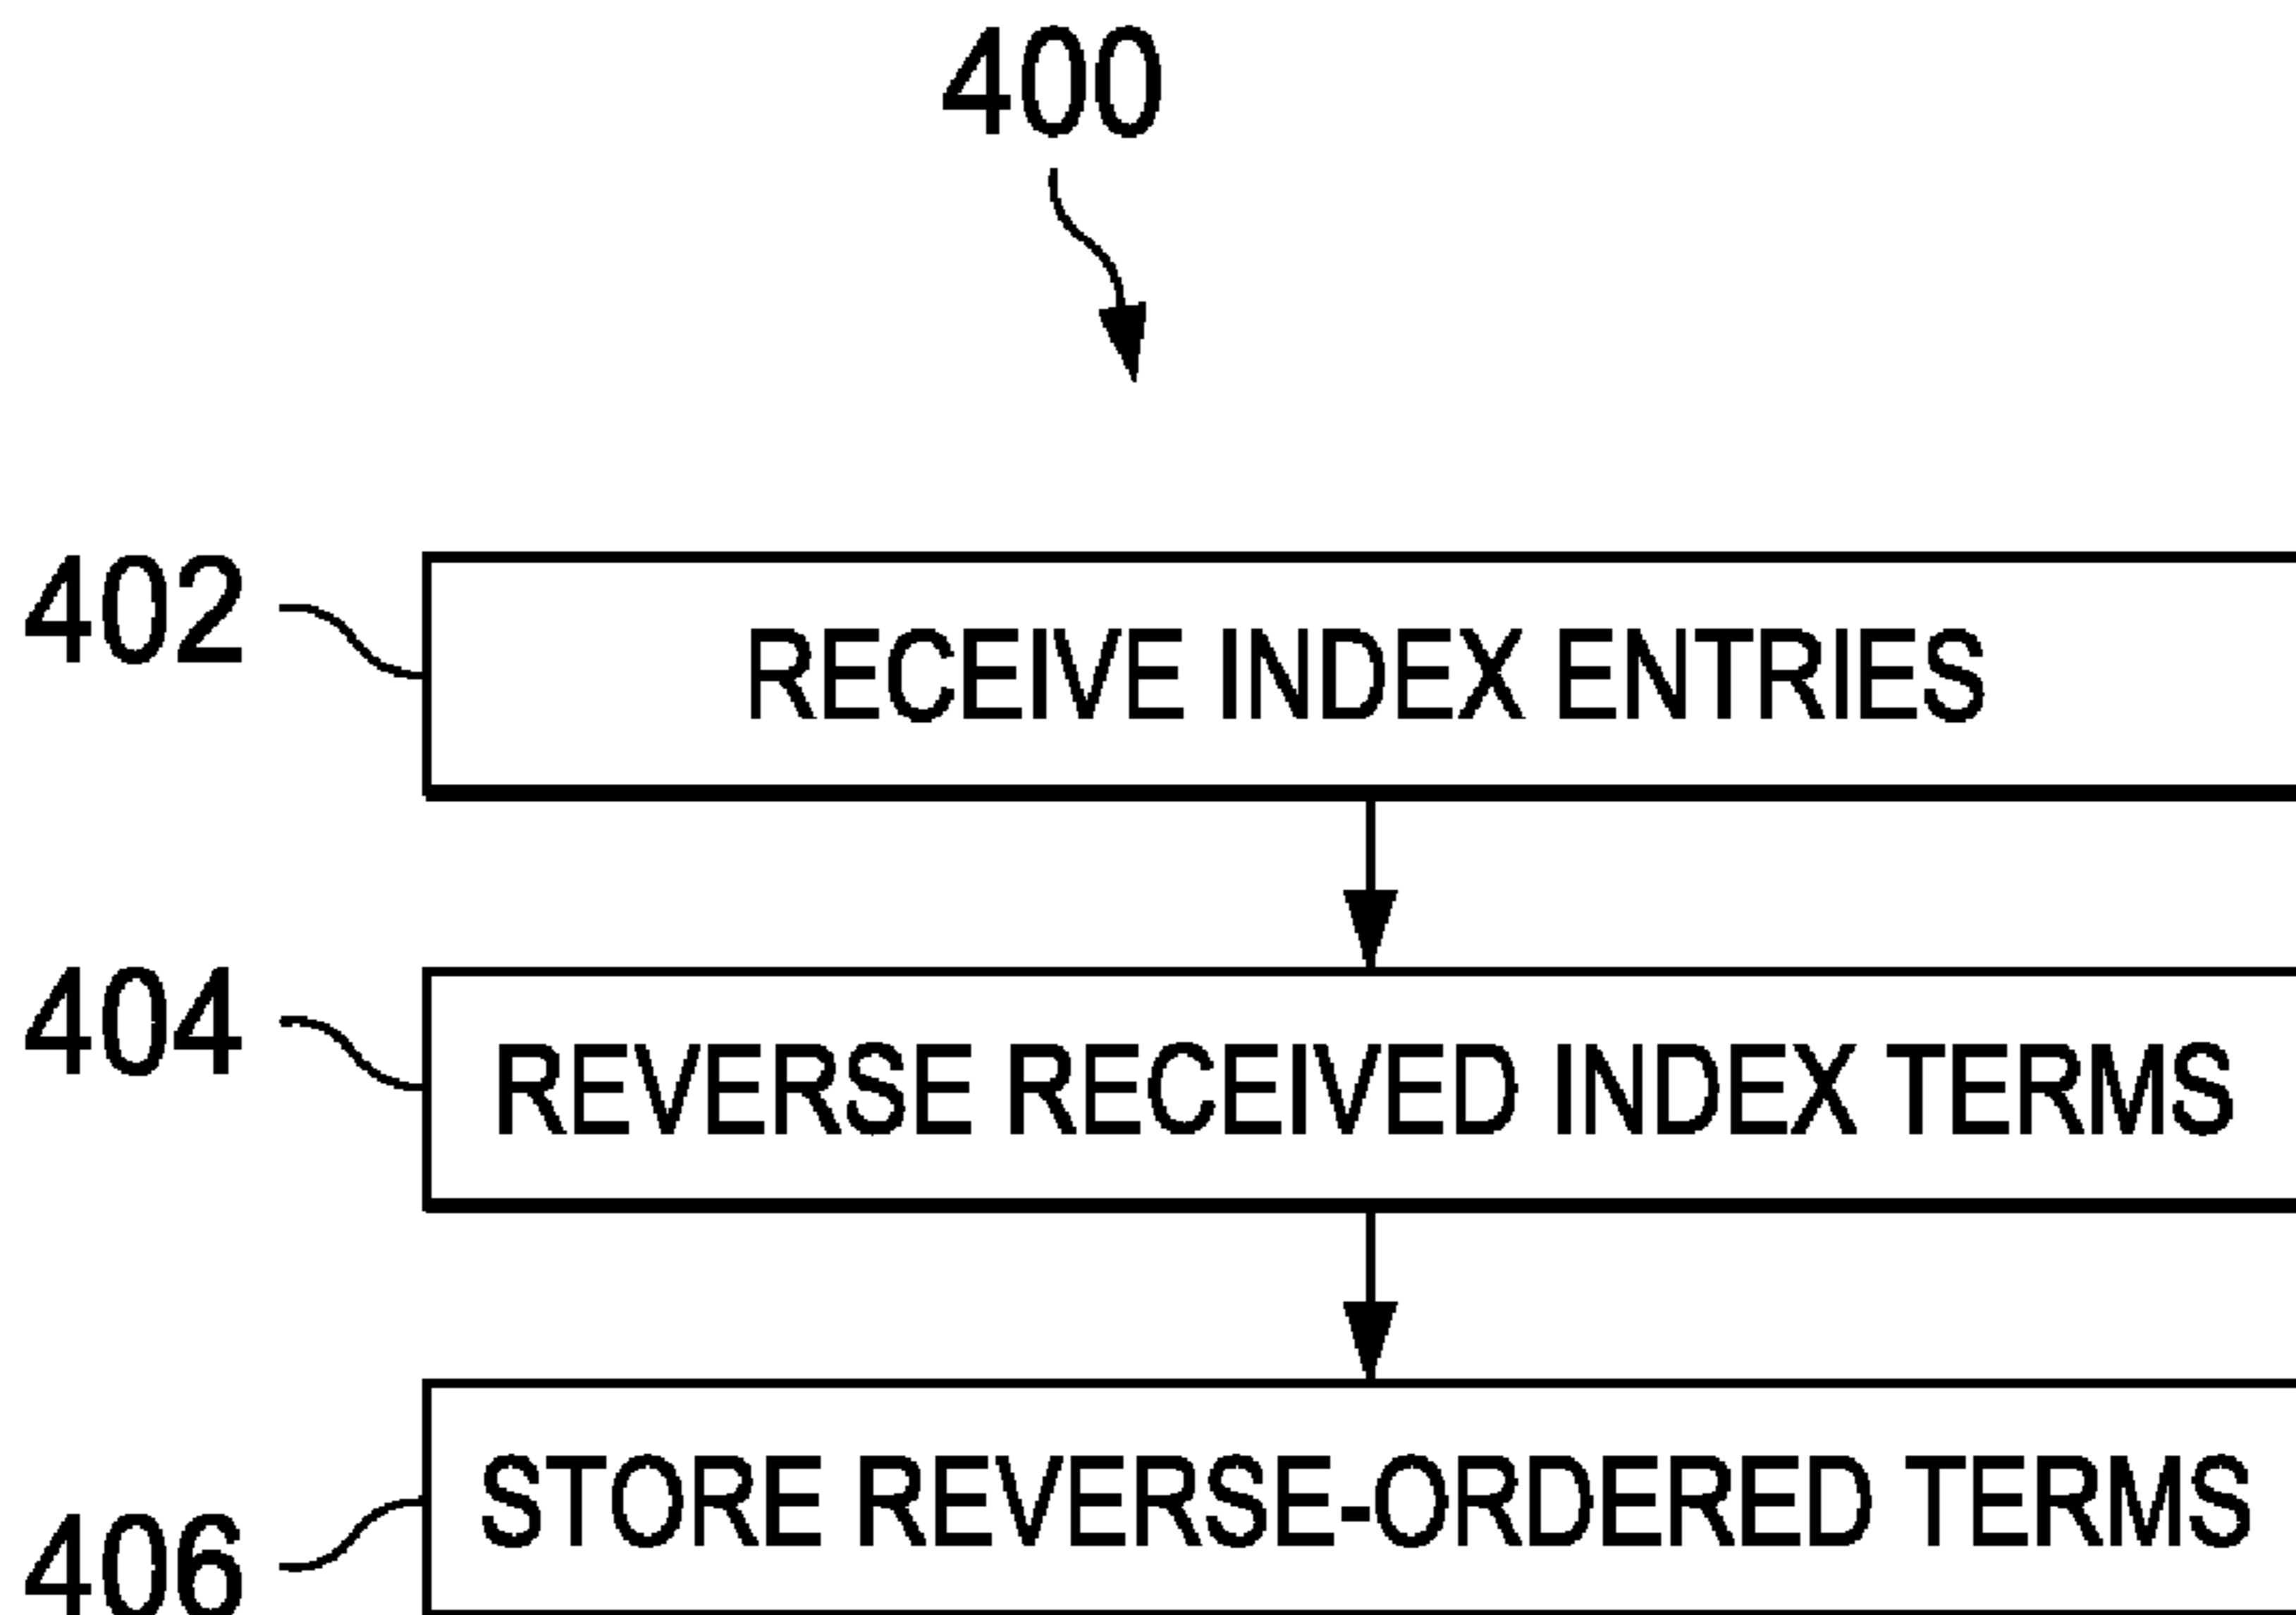 400
402
RECEIVE INDEX ENTRIES
404
REVERSE RECEIVED INDEX TERMS
STORE REVERSE-ORDERED TERMS
406